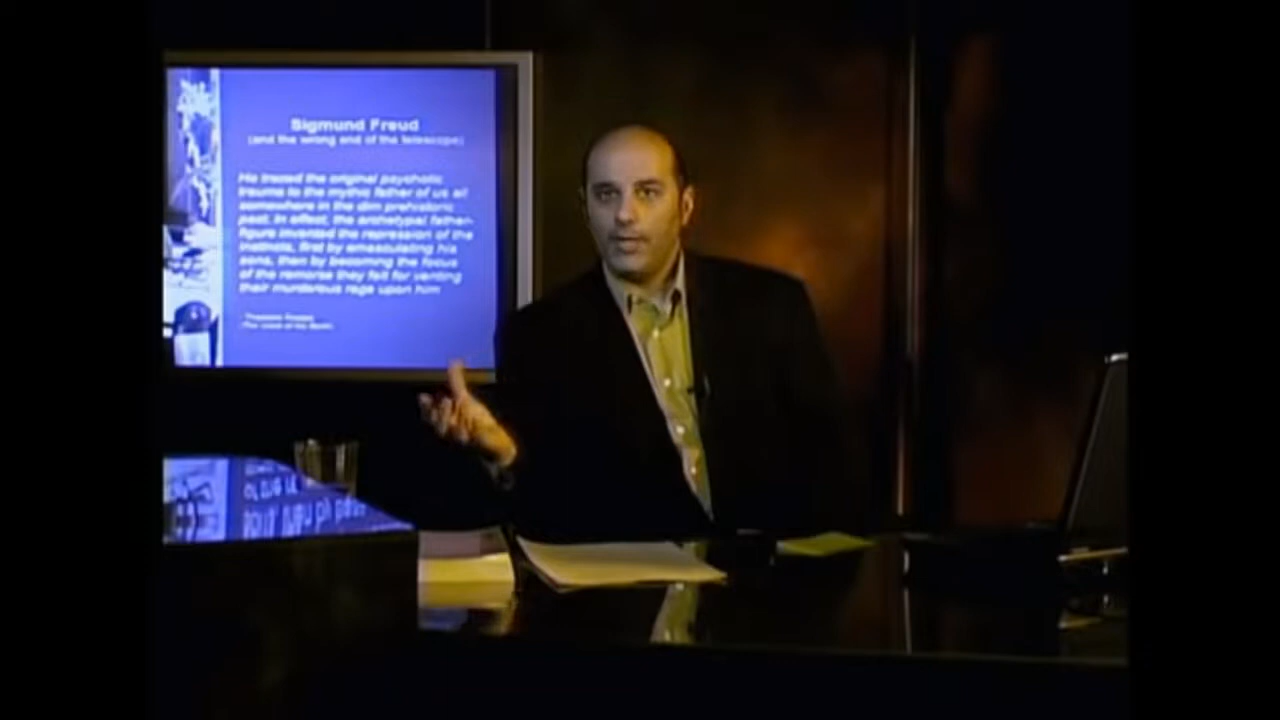 Sigmund Freud
(and the wrong end of the telescope)
He traced the original psychotic
trauma to the mythic father of us all
somewhere in the dim prehistoric
past. In effect, the archetypal father-
figure invented the repression of the
instincts, first by emasculating his
sons, then by becoming the focus
of the remorse they felt for venting
their murderous rage upon him